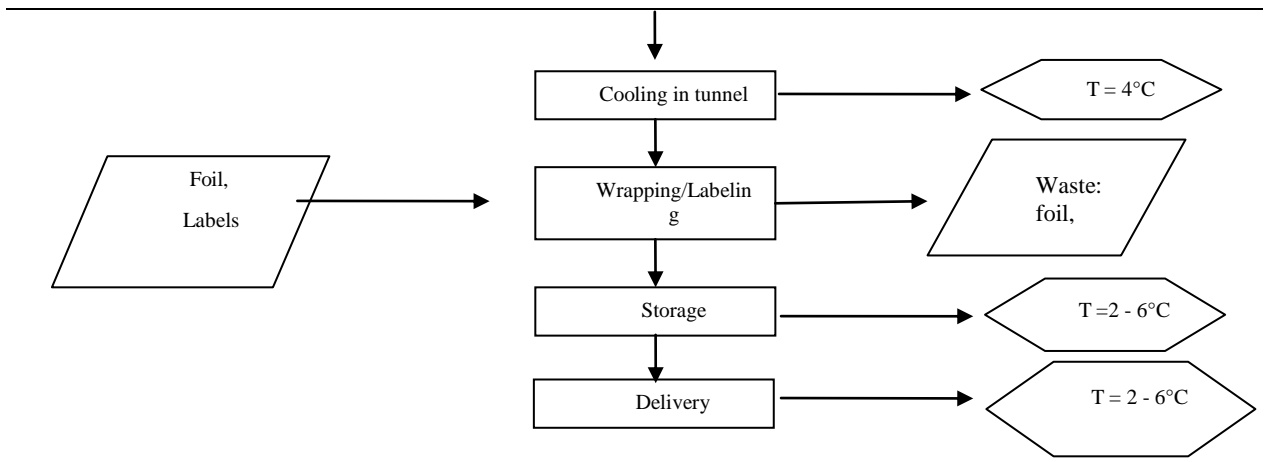 Cooling in tunnel
T = 4°C
Foil,
Labels
Wrapping/Labelin
g
Waste:
foil,
Storage
T =2 - 6°C
Delivery
T = 2 - 6°C